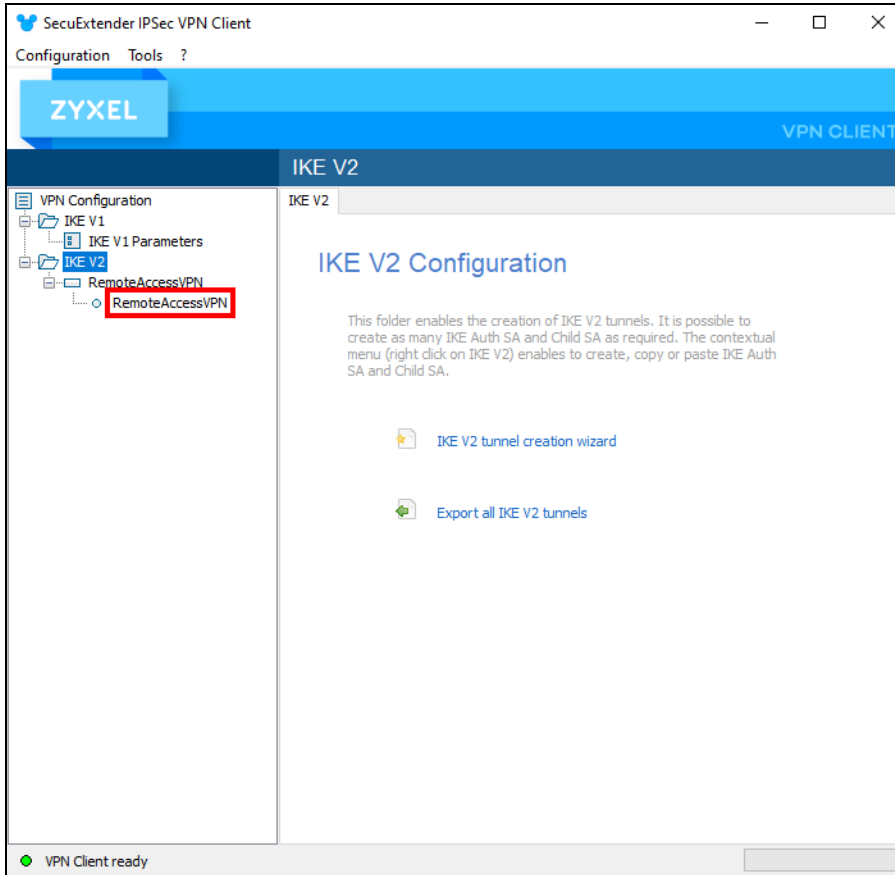 SecuExtender IPSec VPN Client
Configuration Tools ?
ZYXEL
VPN CLIENT
IKE V2
VPN Configuration
IKE V1
IKE V1 Parameters
IKE V2
RemoteAccessVPN
RemoteAccessVPN
IKE V2
IKE V2 Configuration
This folder enables the creation of IKE V2 tunnels. It is possible to
create as many IKE Auth SA and Child SA as required. The contextual
menu (right click on IKE V2) enables to create, copy or paste IKE Auth
SA and Child SA.
IKE V2 tunnel creation wizard
Export all IKE V2 tunnels
VPN Client ready